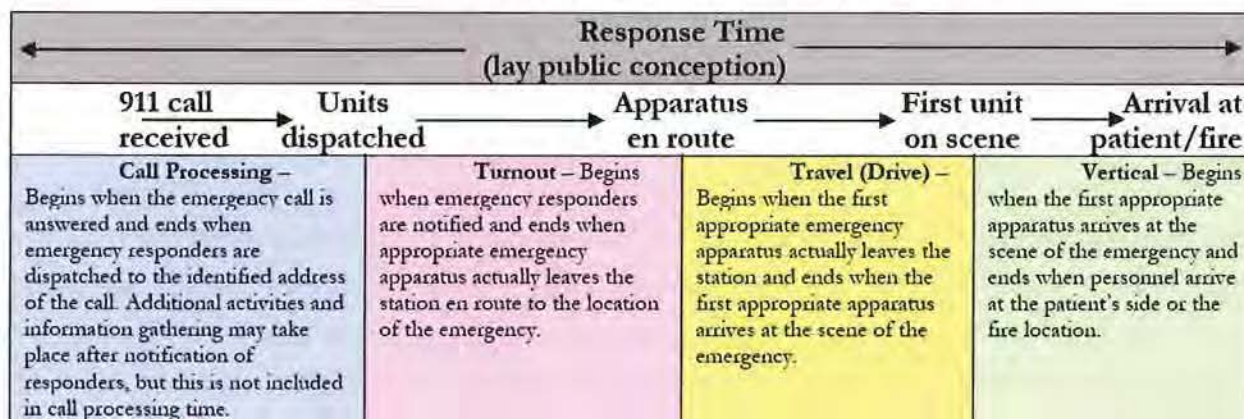 Response Time
(lay public conception)
911 call received
Units dispatched
Apparatus en route
First unit on scene
Arrival at patient/fire
Call Processing –
Begins when the emergency call is
answered and ends when
emergency responders are
dispatched to the identified address
of the call. Additional activities and
information gathering may take
place after notification of
responders, but this is not included
in call processing time.
Turnout – Begins
when emergency responders
are notified and ends when
appropriate emergency
apparatus actually leaves the
station en route to the location
of the emergency.
Travel (Drive) –
Begins when the first
appropriate emergency
apparatus actually leaves the
station and ends when the
first appropriate apparatus
arrives at the scene of the
emergency.
Vertical – Begins
when the first appropriate
apparatus arrives at the
scene of the emergency and
ends when personnel arrive
at the patient's side or the
fire location.